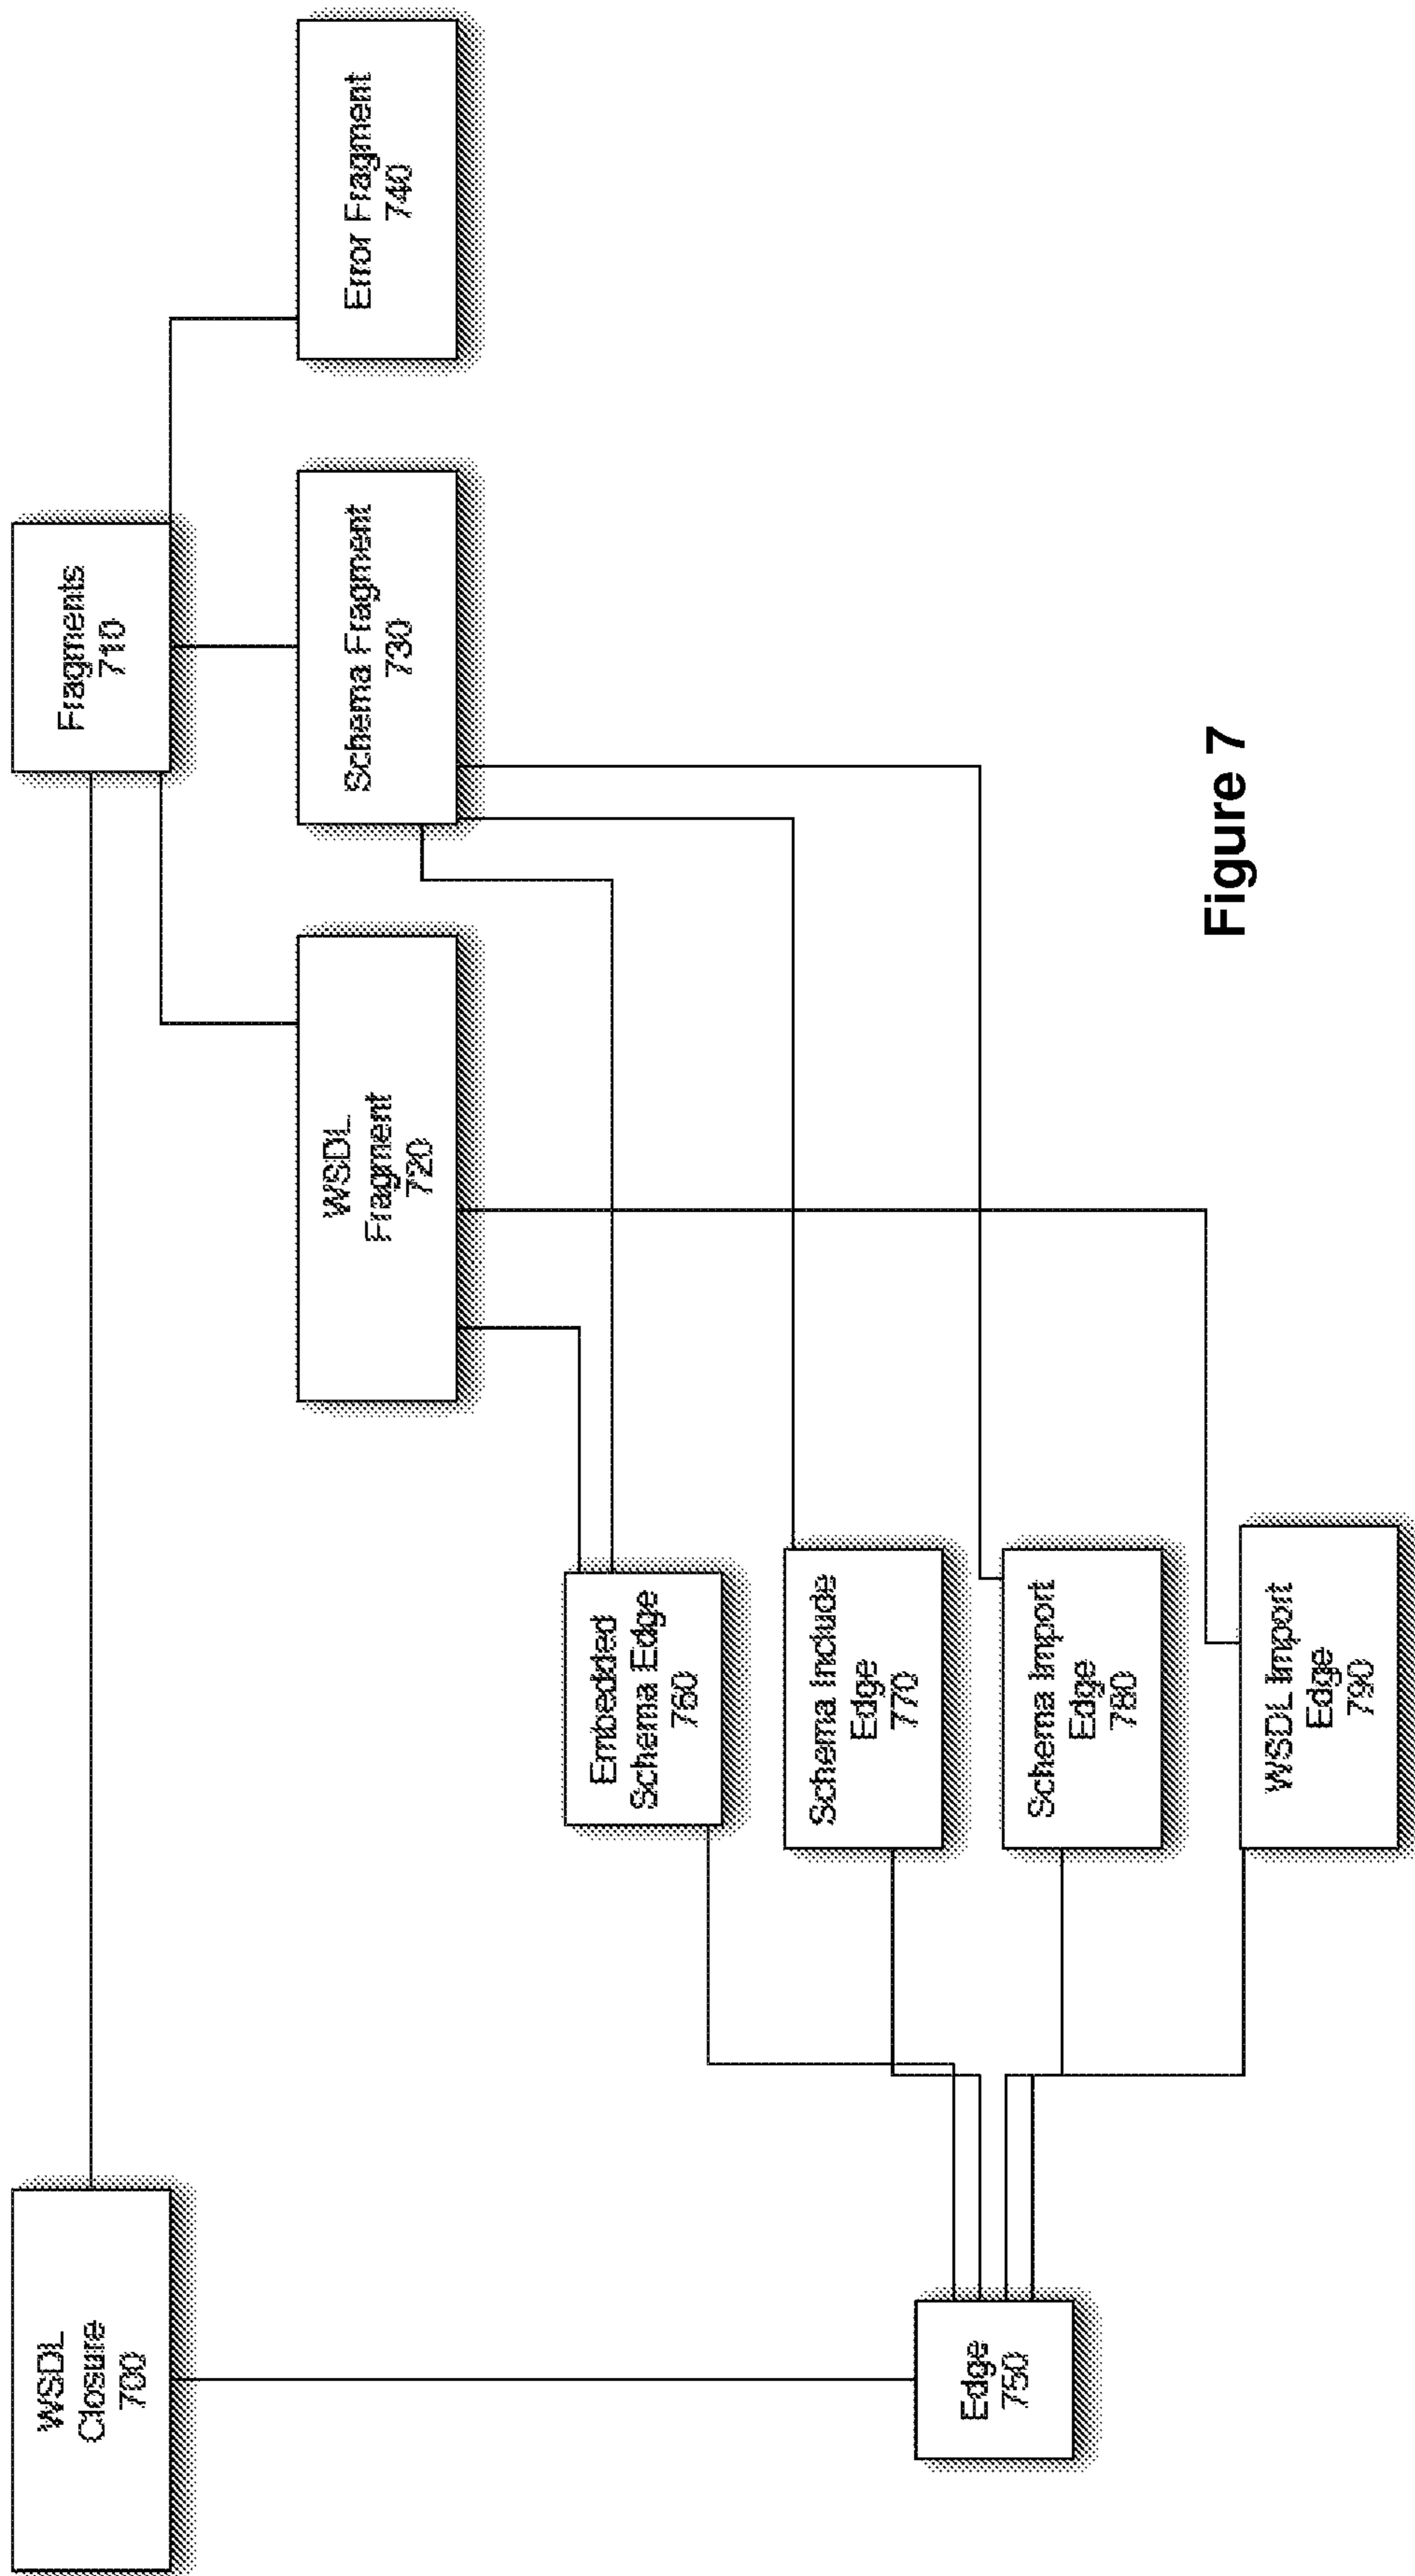 WSDL
Closure
700
Fragments
710
WSDL
Fragment
720
Schema Fragment
730
Error Fragment
740
Embedded
Schema Edge
760
Schema Include
Edge
770
Edge
750
Schema Import
Edge
780
WSDL Import
Edge
790
Figure 7